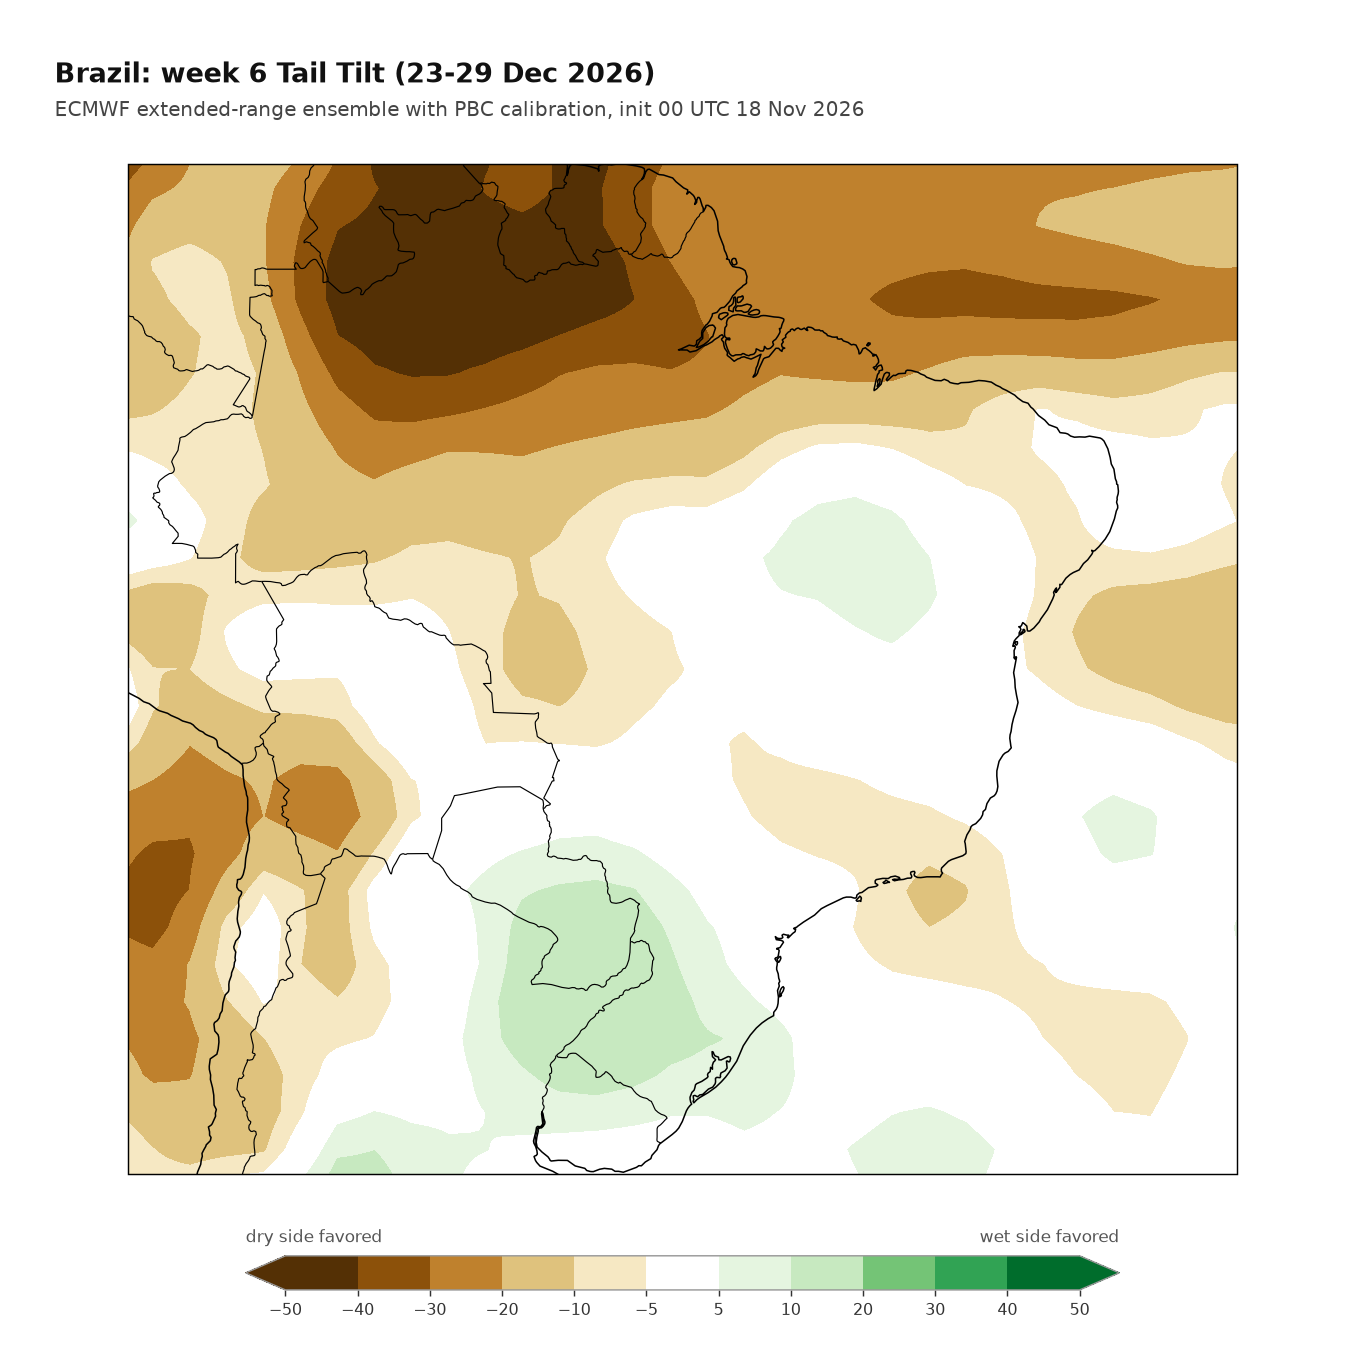 Brazil: week 6 Tail Tilt (23-29 Dec 2026)
ECMWF extended-range ensemble with PBC calibration, init 00 UTC 18 Nov 2026
dry side favored wet side favored
−50 −40 −30 −20 −10 −5 5 10 20 30 40 50